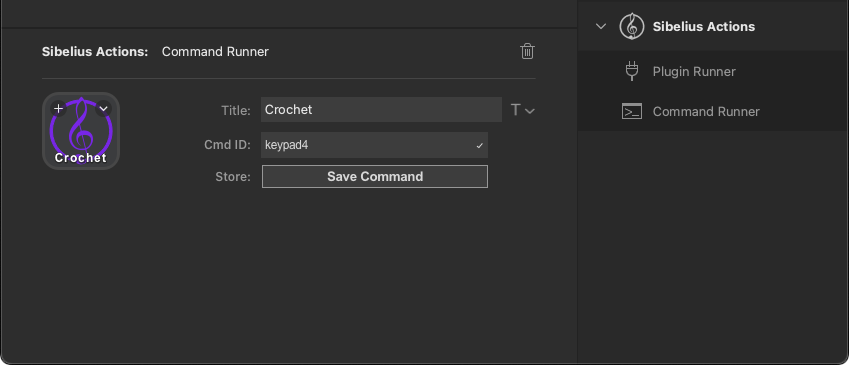 Sibelius Actions: Command Runner
Crochet
Title: Crochet T
Cmd ID: keypad4
Store: Save Command
Sibelius Actions
Plugin Runner
Command Runner